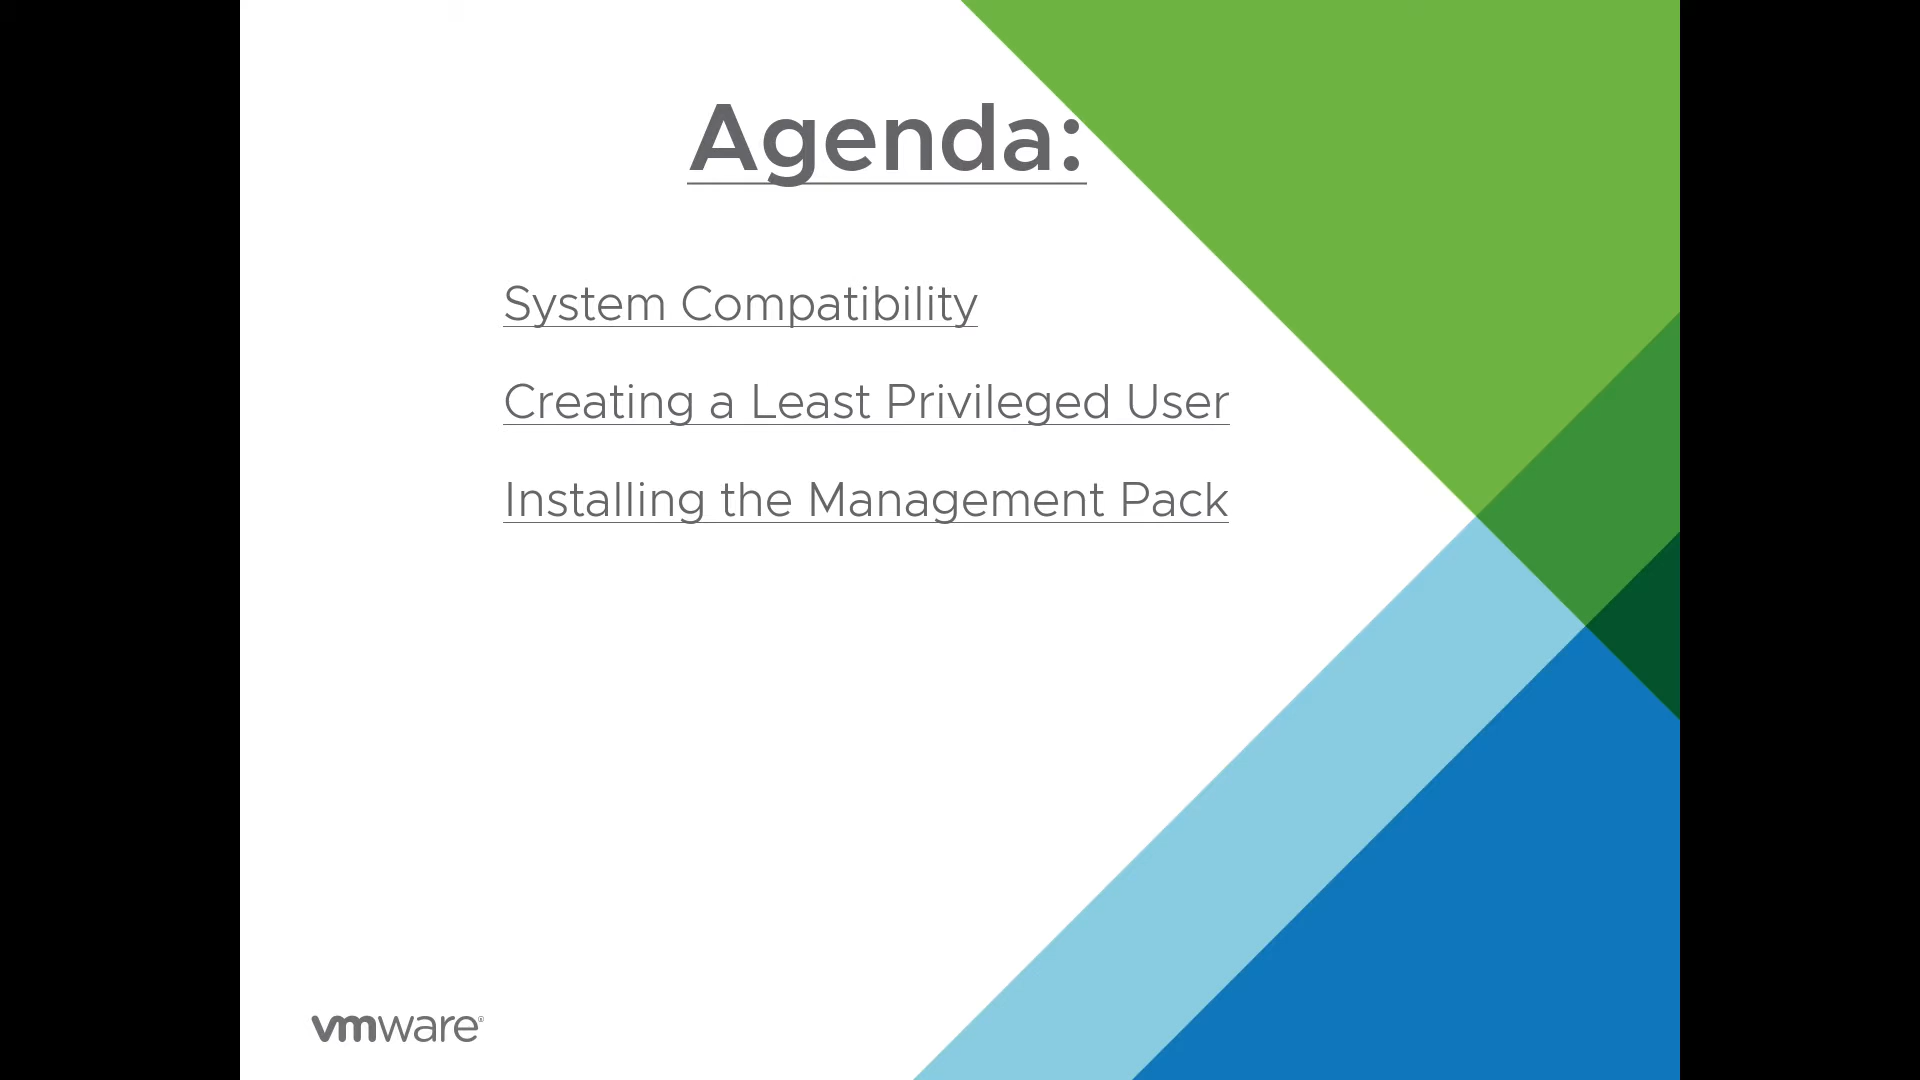 Agenda:
System Compatibility
Creating a Least Privileged User
Installing the Management Pack
vmware®